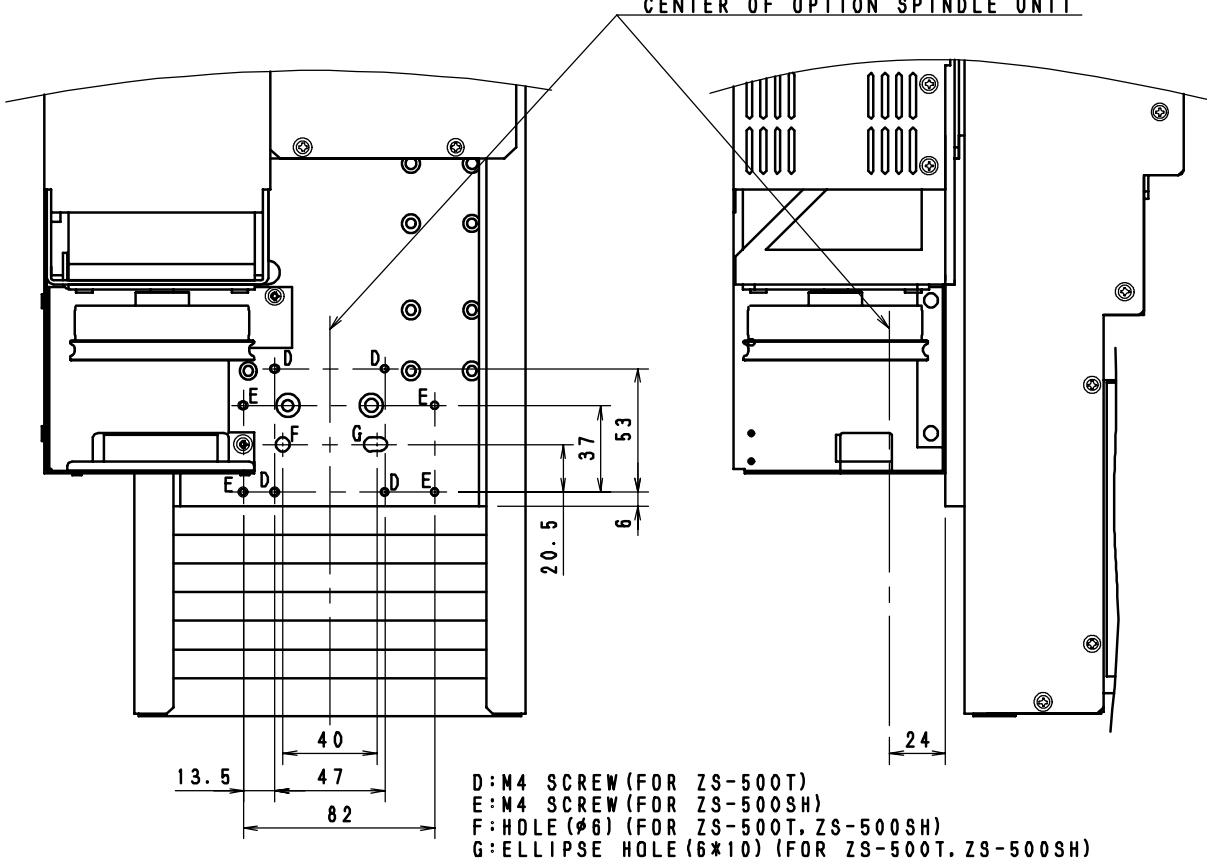 CENTER OF OPTION SPINDLE UNIT
D
D
E
E
F
G
E
D
D
E
53
37
6
20.5
40
24
13.5
47
82
D:M4 SCREW(FOR ZS-500T)
E:M4 SCREW(FOR ZS-500SH)
F:HOLE(ø6)(FOR ZS-500T,ZS-500SH)
G:ELLIPSE HOLE(6*10)(FOR ZS-500T,ZS-500SH)